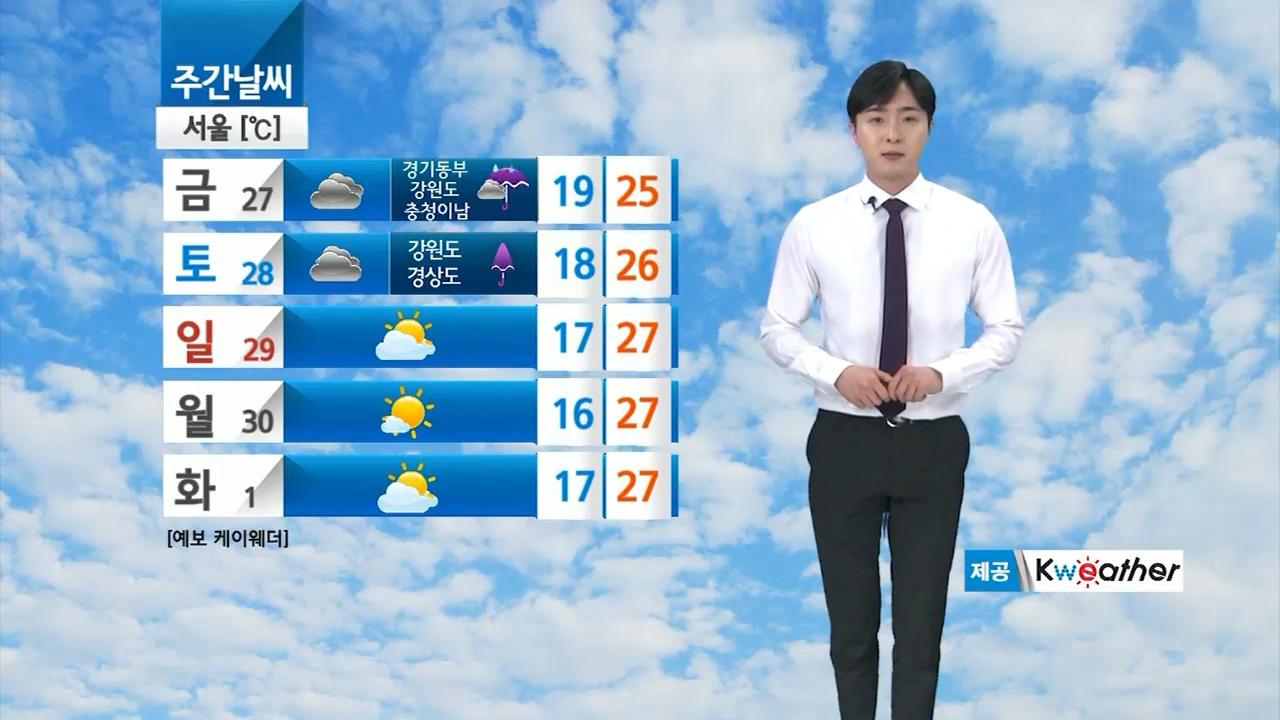 주간날씨
서울 [℃]
금 27 경기동부 강원도 충청이남 19 25
토 28 강원도 경상도 18 26
일 29 17 27
월 30 16 27
화 1 17 27
[예보 케이웨더]
제공 Kweather